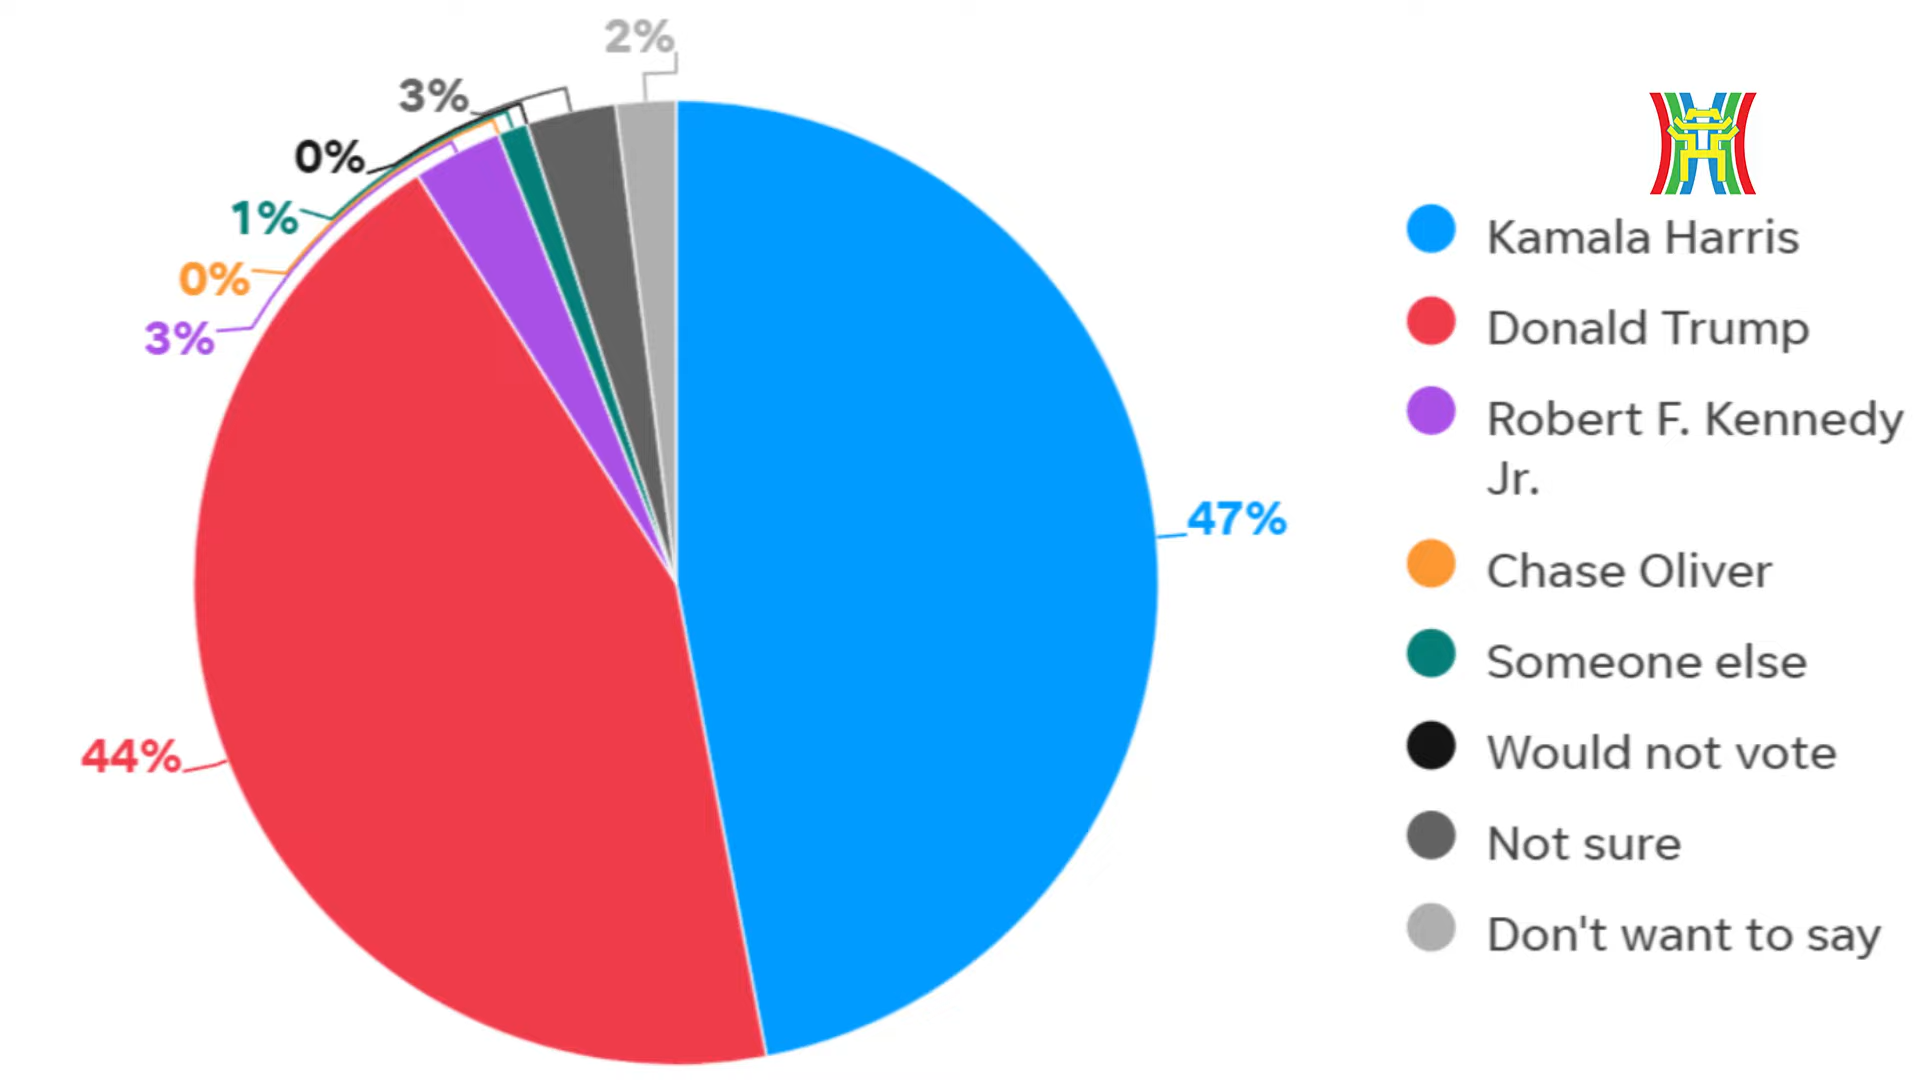 2%
3%
0%
1%
0%
3%
47%
44%
Kamala Harris
Donald Trump
Robert F. Kennedy
Jr.
Chase Oliver
Someone else
Would not vote
Not sure
Don't want to say